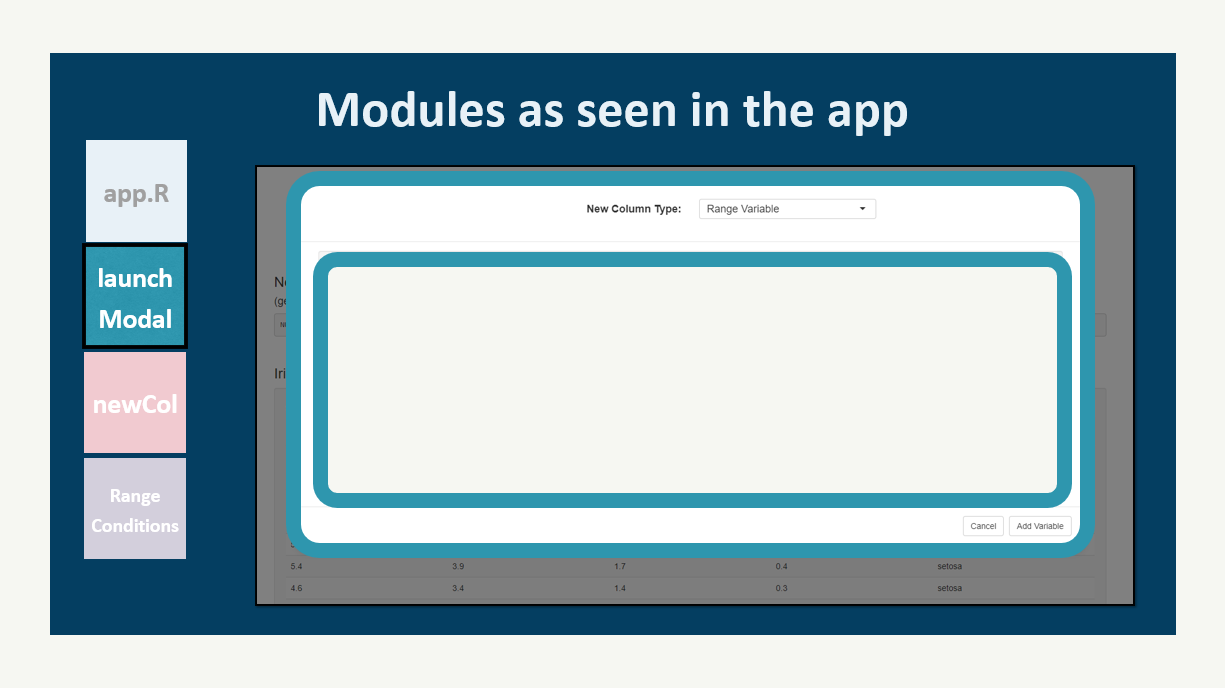 Modules as seen in the app
app.R
launch
Modal
newCol
Range
Conditions
New Column Type: Range Variable
Cancel Add Variable
5.4 3.9 1.7 0.4 setosa
4.6 3.4 1.4 0.3 setosa